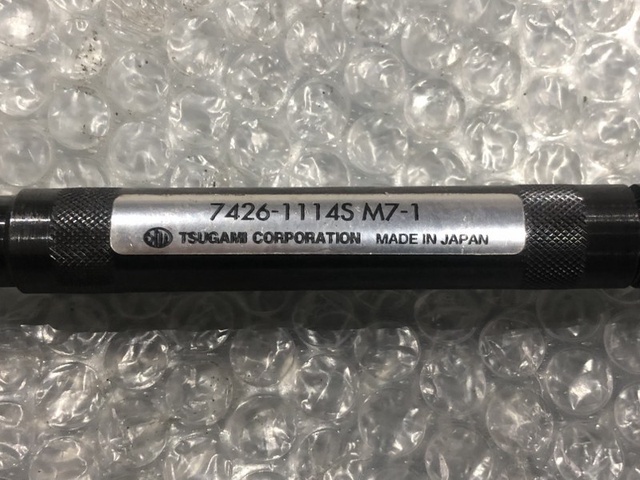 7426-1114S M7-1
TSUGAMI CORPORATION MADE IN JAPAN